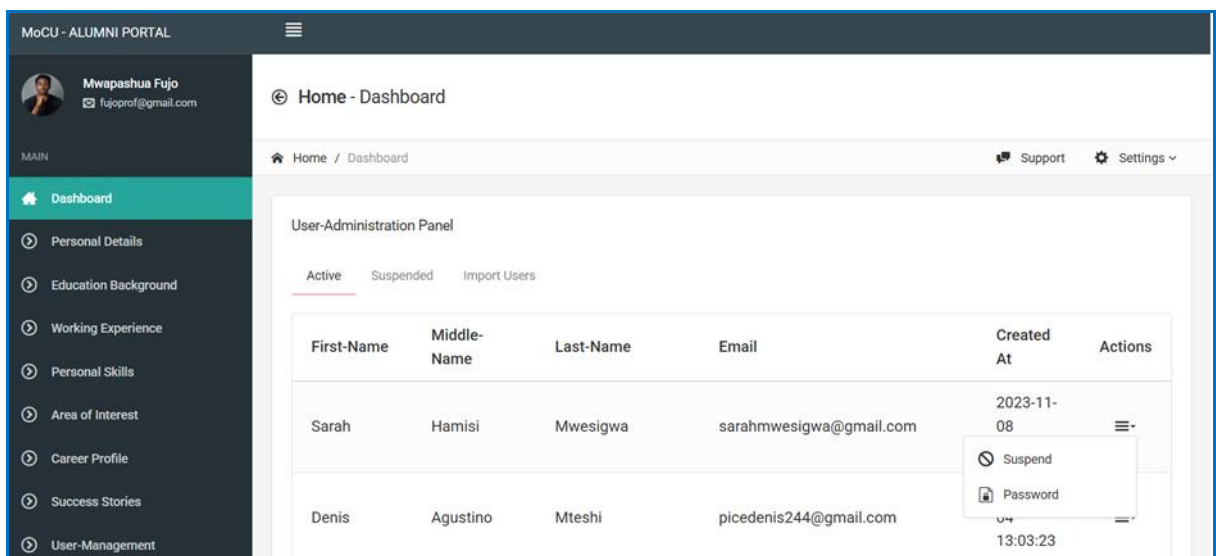 MoCU - ALUMNI PORTAL
Mwapashua Fujo
fujoprof@gmail.com
MAIN
Dashboard
Personal Details
Education Background
Working Experience
Personal Skills
Area of Interest
Career Profile
Success Stories
User-Management
Home - Dashboard
Home / Dashboard
Support
Settings
User-Administration Panel
Active Suspended Import Users
First-Name Middle-Name Last-Name Email Created At Actions
Sarah Hamisi Mwesigwa sarahmwesigwa@gmail.com 2023-11-08
Suspend
Password
Denis Agustino Mteshi picedenis244@gmail.com
13:03:23